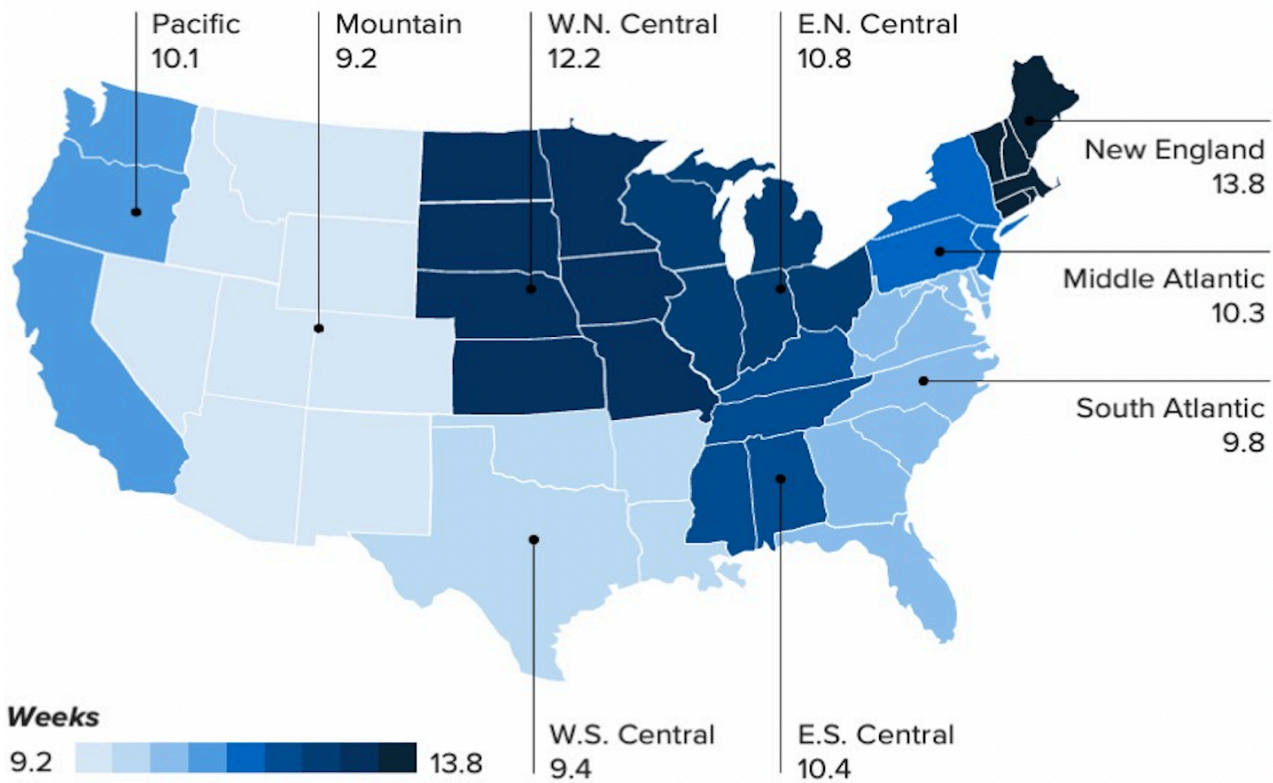 Pacific
10.1
Mountain
9.2
W.N. Central
12.2
E.N. Central
10.8
New England
13.8
Middle Atlantic
10.3
South Atlantic
9.8
W.S. Central
9.4
E.S. Central
10.4
Weeks
9.2 13.8